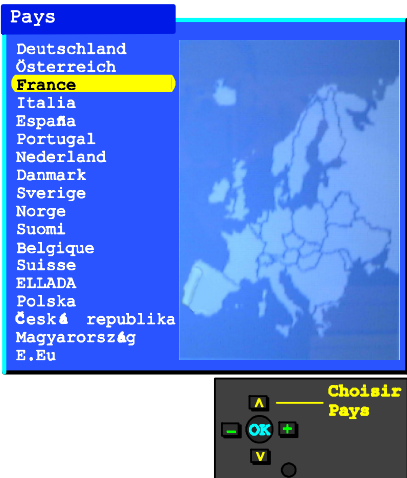 Pays
Deutschland
Österreich
France
Italia
España
Portugal
Nederland
Danmark
Sverige
Norge
Suomi
Belgique
Suisse
ELLADA
Polska
Česká republika
Magyarország
E.Eu
Choisir
Pays
∧
− OK +
∨